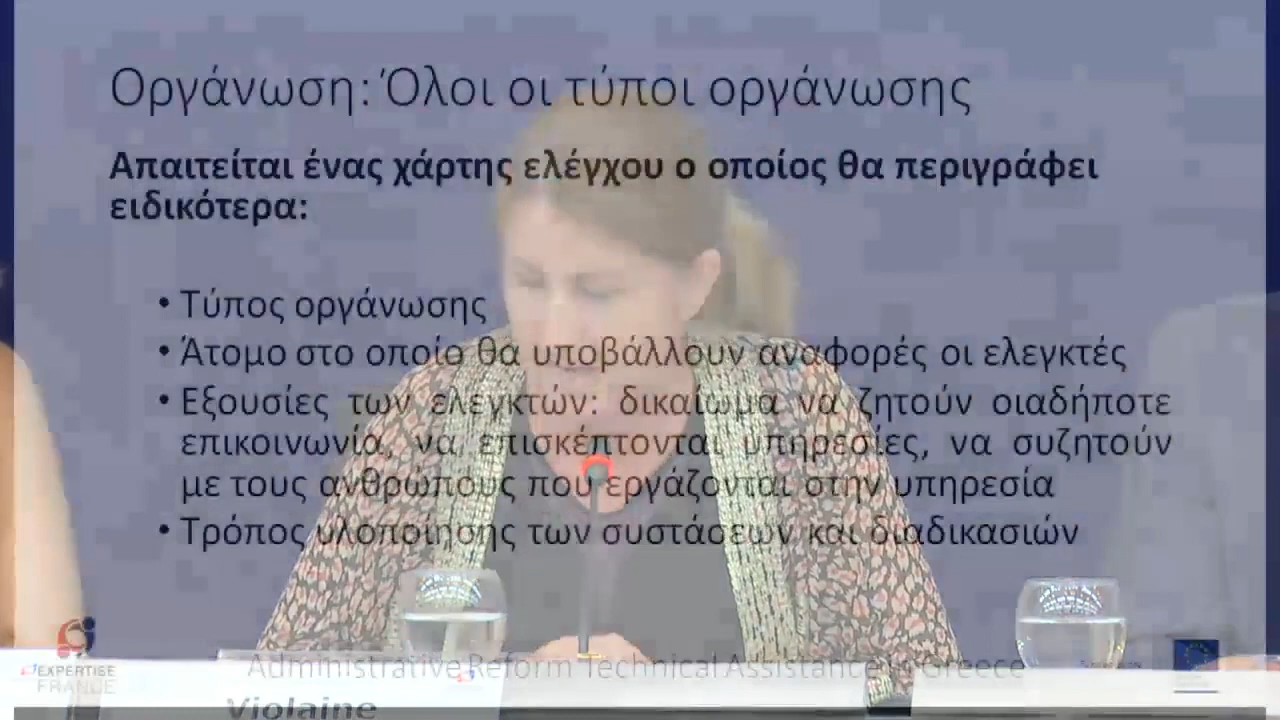 Οργάνωση: Όλοι οι τύποι οργάνωσης
Απαιτείται ένας χάρτης ελέγχου ο οποίος θα περιγράφει
ειδικότερα:
• Τύπος οργάνωσης
• Άτομο στο οποίο θα υποβάλλουν αναφορές οι ελεγκτές
• Εξουσίες των ελεγκτών: δικαίωμα να ζητούν οιαδήποτε
επικοινωνία, να επισκέπτονται υπηρεσίες, να συζητούν
με τους ανθρώπους που εργάζονται στην υπηρεσία
• Τρόπος υλοποίησης των συστάσεων και διαδικασιών
EXPERTISE
FRANCE
Administrative Reform Technical Assistance Greece
Violaine